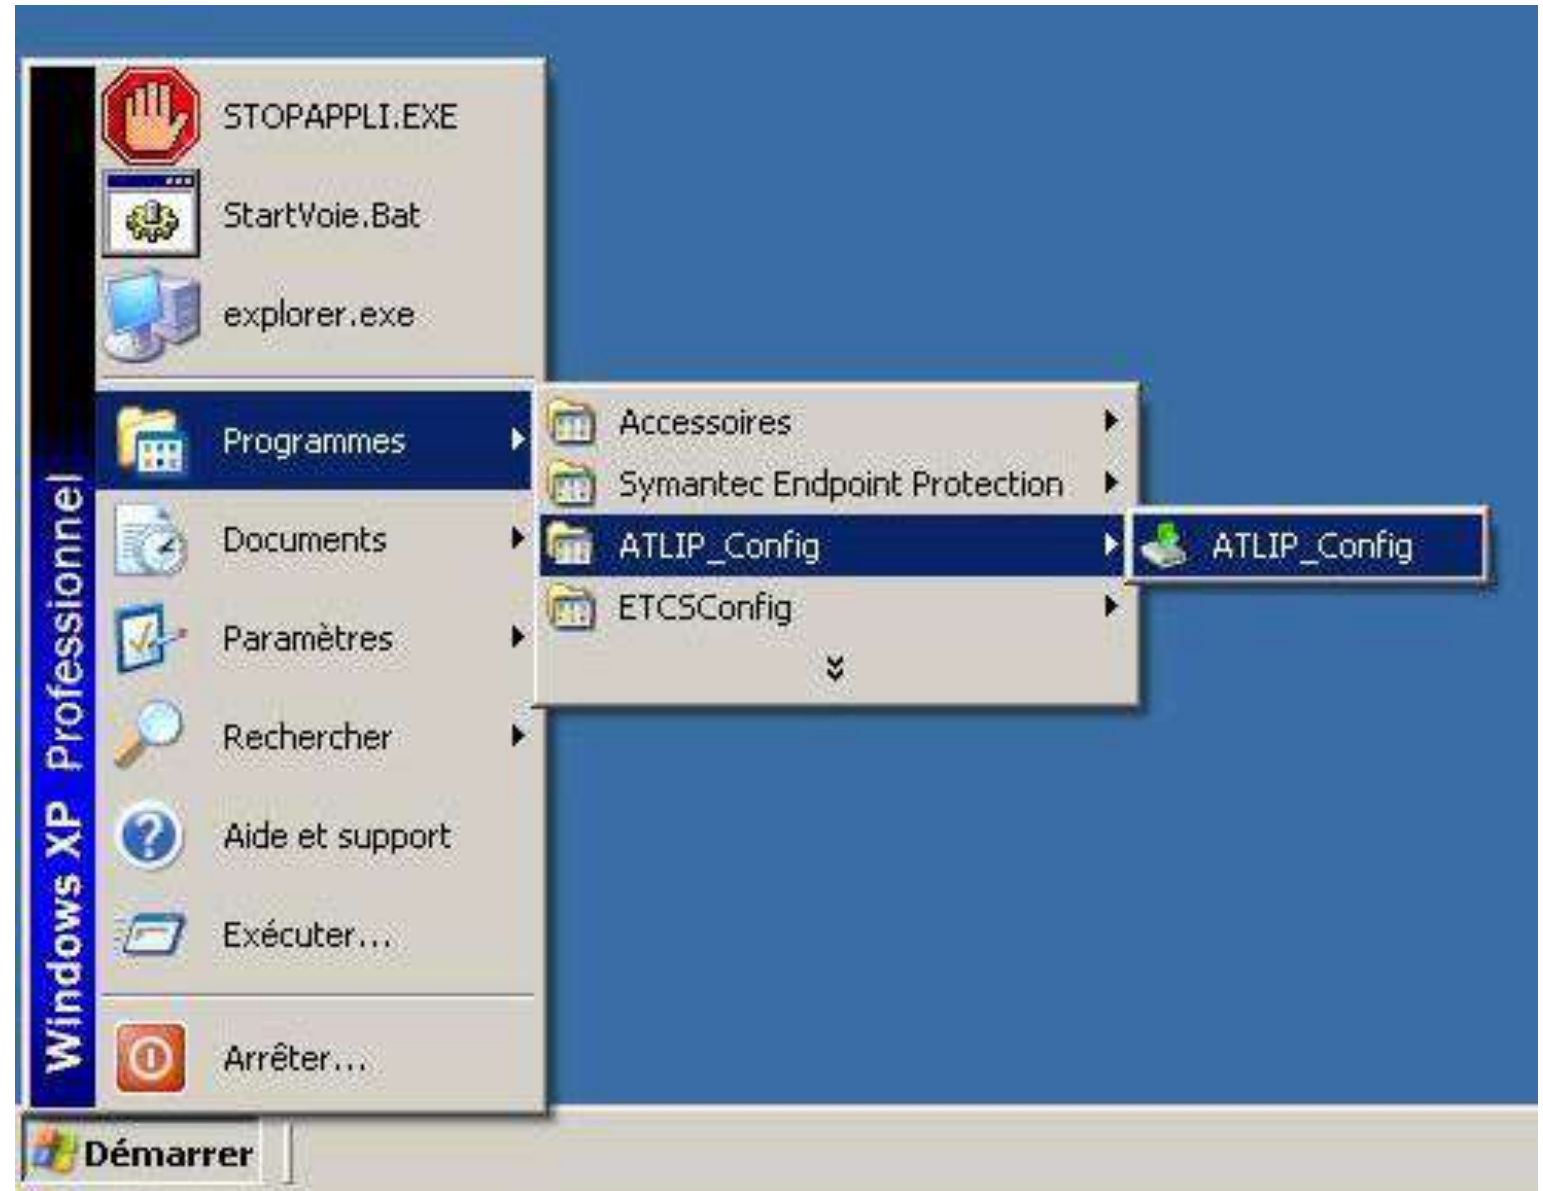 STOPAPPLI.EXE
StartVoie.Bat
explorer.exe
Programmes
Documents
Paramètres
Rechercher
Aide et support
Exécuter...
Arrêter...
Windows XP Professionnel
Accessoires
Symantec Endpoint Protection
ATLIP_Config
ETCSConfig
ATLIP_Config
Démarrer